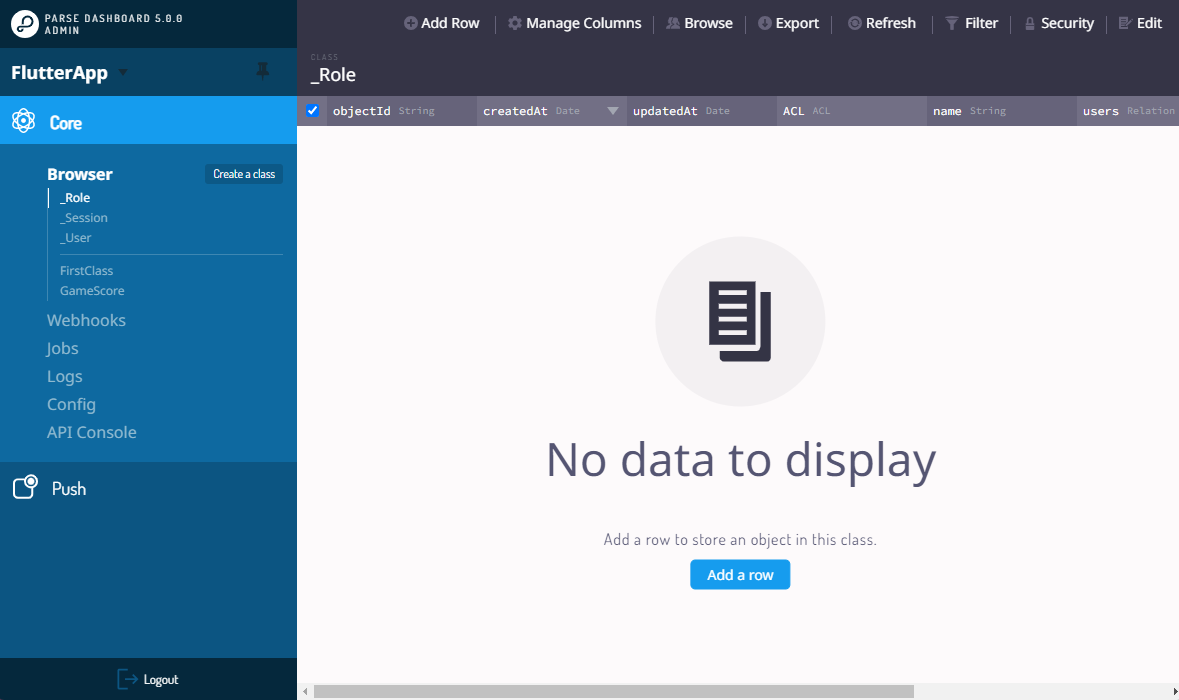 PARSE DASHBOARD 5.0.0
ADMIN
FlutterApp
Core
Browser
Create a class
_Role
_Session
_User
FirstClass
GameScore
Webhooks
Jobs
Logs
Config
API Console
Push
Logout
Add Row Manage Columns Browse Export Refresh Filter Security Edit
CLASS
_Role
objectId String createdAt Date updatedAt Date ACL ACL name String users Relation
No data to display
Add a row to store an object in this class.
Add a row